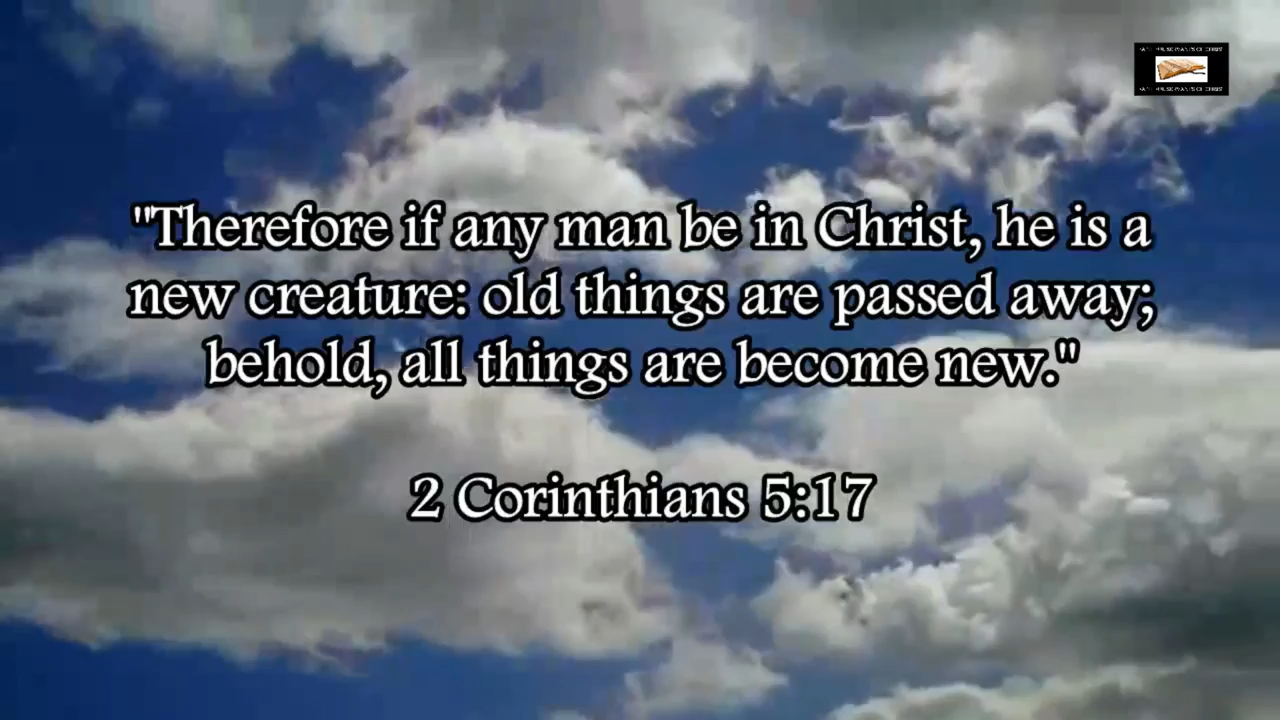 "Therefore if any man be in Christ, he is a
new creature: old things are passed away;
behold, all things are become new."
2 Corinthians 5:17